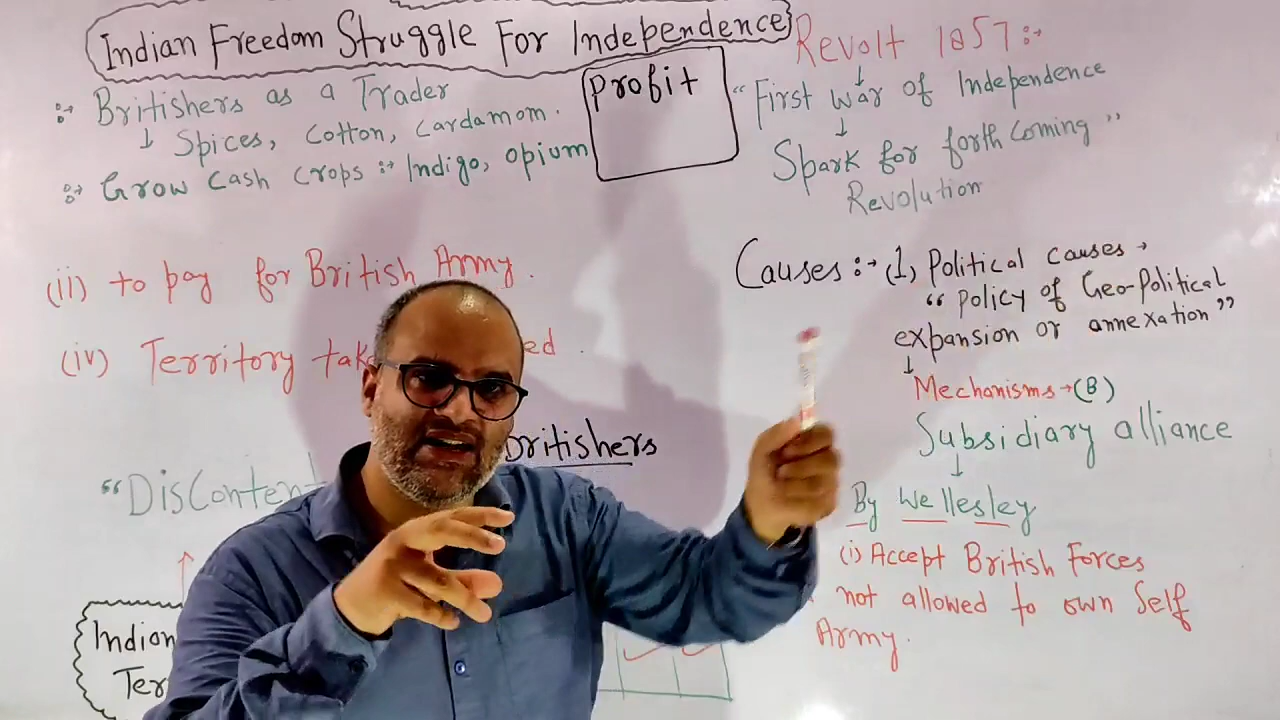 Indian Freedom Struggle For Independence
Britishers as a Trader
↓ Spices, Cotton, Cardamom.
Grow Cash crops :→ Indigo, Opium
Profit
Revolt 1857 :→
↓
"First war of Independence
↓
Spark for forth Coming"
Revolution
(iii) to pay for British Army.
(iv) Territory ed.
Britishers
"Discontent
Indian
Causes :→ (1) Political Causes →
"policy of Geo-Political
expansion or annexation"
↓
Mechanisms → (B)
Subsidiary alliance
↓
By Wellesley
(i) Accept British Forces
not allowed to own Self
Army.